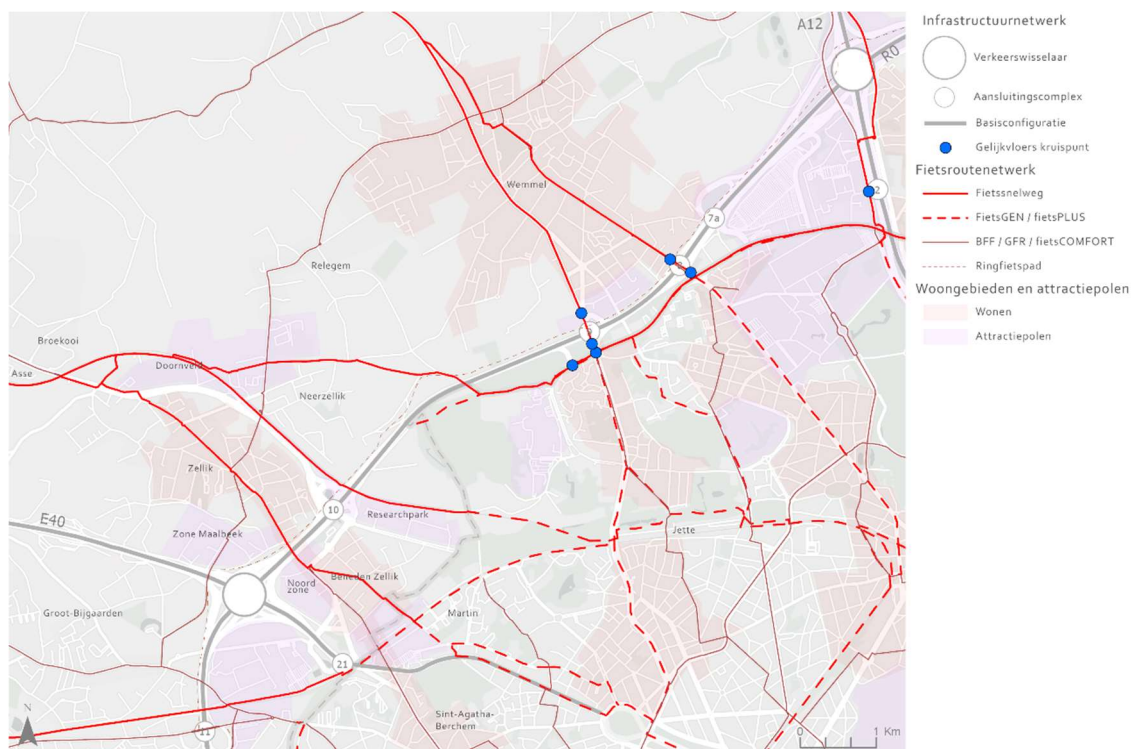 A12
R0
Wemmel
7a
2
Relegem
8
9
Broekooi
Asse
Doornveld
Neerzellik
Zellik
10
Researchpark
E40
Zone Maalbeek
Jette
Noord
zone
Beneden Zellik
Groot-Bijgaarden
Martin
21
Sint-Agatha-
Berchem
11
N
0 1 Km
Infrastructuurnetwerk
Verkeerswisselaar
Aansluitingscomplex
Basisconfiguratie
Gelijkvloers kruispunt
Fietsroutenetwerk
Fietssnelweg
FietsGEN / fietsPLUS
BFF / GFR / fietsCOMFORT
Ringfietspad
Woongebieden en attractiepolen
Wonen
Attractiepolen